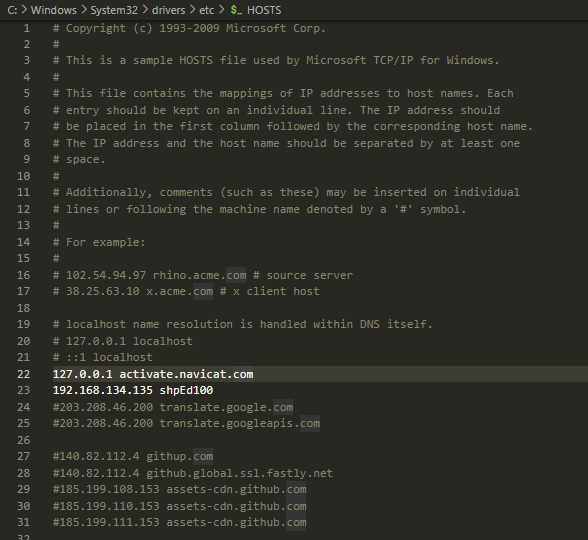 C: > Windows > System32 > drivers > etc > $_ HOSTS
1 # Copyright (c) 1993-2009 Microsoft Corp.
2 #
3 # This is a sample HOSTS file used by Microsoft TCP/IP for Windows.
4 #
5 # This file contains the mappings of IP addresses to host names. Each
6 # entry should be kept on an individual line. The IP address should
7 # be placed in the first column followed by the corresponding host name.
8 # The IP address and the host name should be separated by at least one
9 # space.
10 #
11 # Additionally, comments (such as these) may be inserted on individual
12 # lines or following the machine name denoted by a '#' symbol.
13 #
14 # For example:
15 #
16 # 102.54.94.97 rhino.acme.com # source server
17 # 38.25.63.10 x.acme.com # x client host
18
19 # localhost name resolution is handled within DNS itself.
20 # 127.0.0.1 localhost
21 # ::1 localhost
22 127.0.0.1 activate.navicat.com
23 192.168.134.135 shpEd100
24 #203.208.46.200 translate.google.com
25 #203.208.46.200 translate.googleapis.com
26
27 #140.82.112.4 githup.com
28 #140.82.112.4 github.global.ssl.fastly.net
29 #185.199.108.153 assets-cdn.github.com
30 #185.199.110.153 assets-cdn.github.com
31 #185.199.111.153 assets-cdn.github.com
32